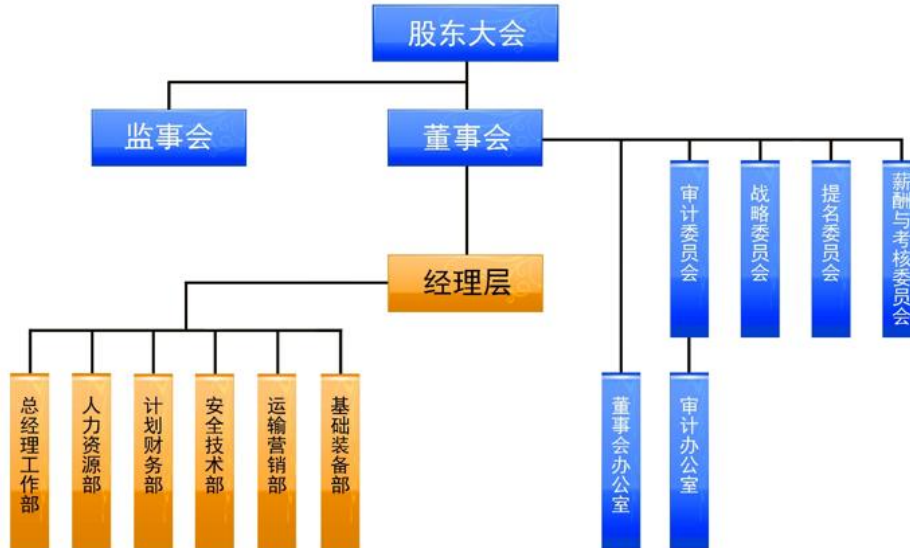 股东大会
监事会
董事会
审计委员会
战略委员会
提名委员会
薪酬与考核委员会
经理层
总经理工作部
人力资源部
计划财务部
安全技术部
运输营销部
基础装备部
董事会办公室
审计办公室